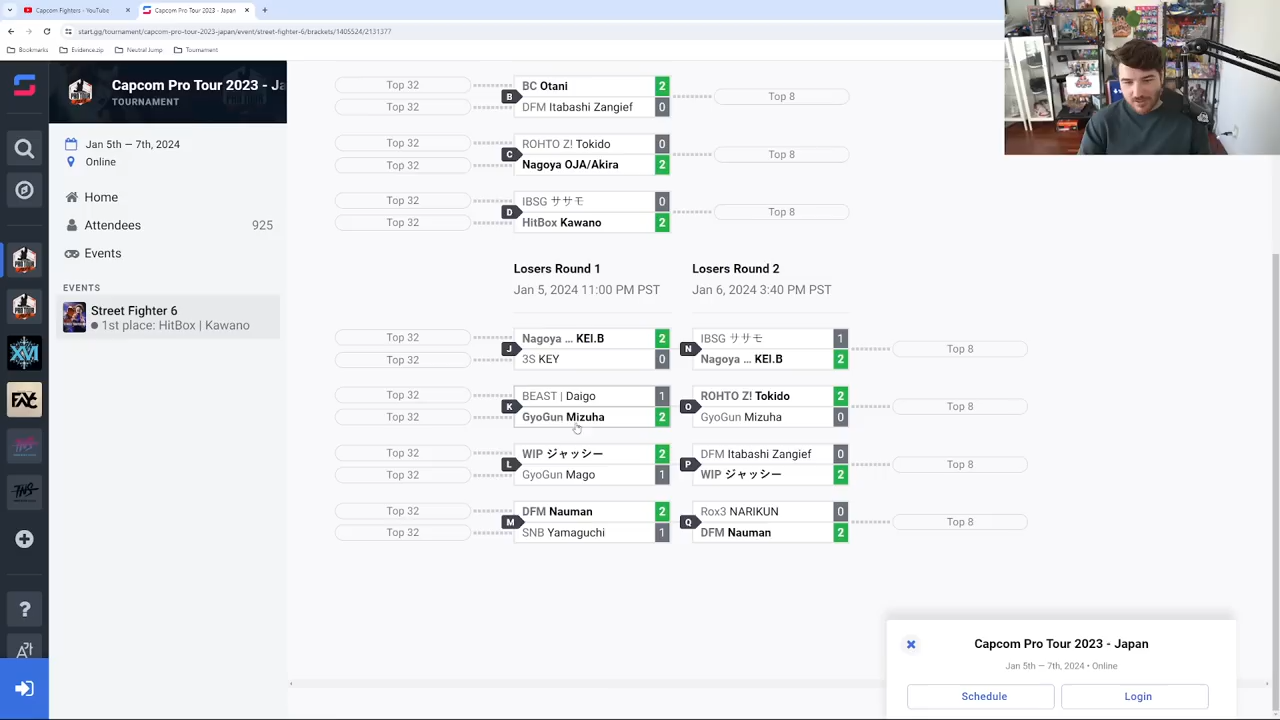 Capcom Fighters - YouTube
Capcom Pro Tour 2023 - Japan |
start.gg/tournament/capcom-pro-tour-2023-japan/event/street-fighter-6/brackets/1405524/2131377
Bookmarks
Evidence.zip
Neutral Jump
Tournament
Capcom Pro Tour 2023 - Ja
TOURNAMENT
Jan 5th — 7th, 2024
Online
Home
Attendees 925
Events
EVENTS
Street Fighter 6
1st place: HitBox | Kawano
Top 32
Top 32
B
BC Otani 2
DFM Itabashi Zangief 0
Top 8
Top 32
Top 32
C
ROHTO Z! Tokido 0
Nagoya OJA/Akira 2
Top 8
Top 32
Top 32
D
IBSG ササモ 0
HitBox Kawano 2
Top 8
Losers Round 1
Jan 5, 2024 11:00 PM PST
Losers Round 2
Jan 6, 2024 3:40 PM PST
Top 32
Top 32
J
Nagoya ... KEI.B 2
3S KEY 0
N
IBSG ササモ 1
Nagoya ... KEI.B 2
Top 8
Top 32
Top 32
K
BEAST | Daigo 1
GyoGun Mizuha 2
O
ROHTO Z! Tokido 2
GyoGun Mizuha 0
Top 8
Top 32
Top 32
L
WIP ジャッシー 2
GyoGun Mago 1
P
DFM Itabashi Zangief 0
WIP ジャッシー 2
Top 8
Top 32
Top 32
M
DFM Nauman 2
SNB Yamaguchi 1
Q
Rox3 NARIKUN 0
DFM Nauman 2
Top 8
Capcom Pro Tour 2023 - Japan
Jan 5th — 7th, 2024 • Online
Schedule
Login